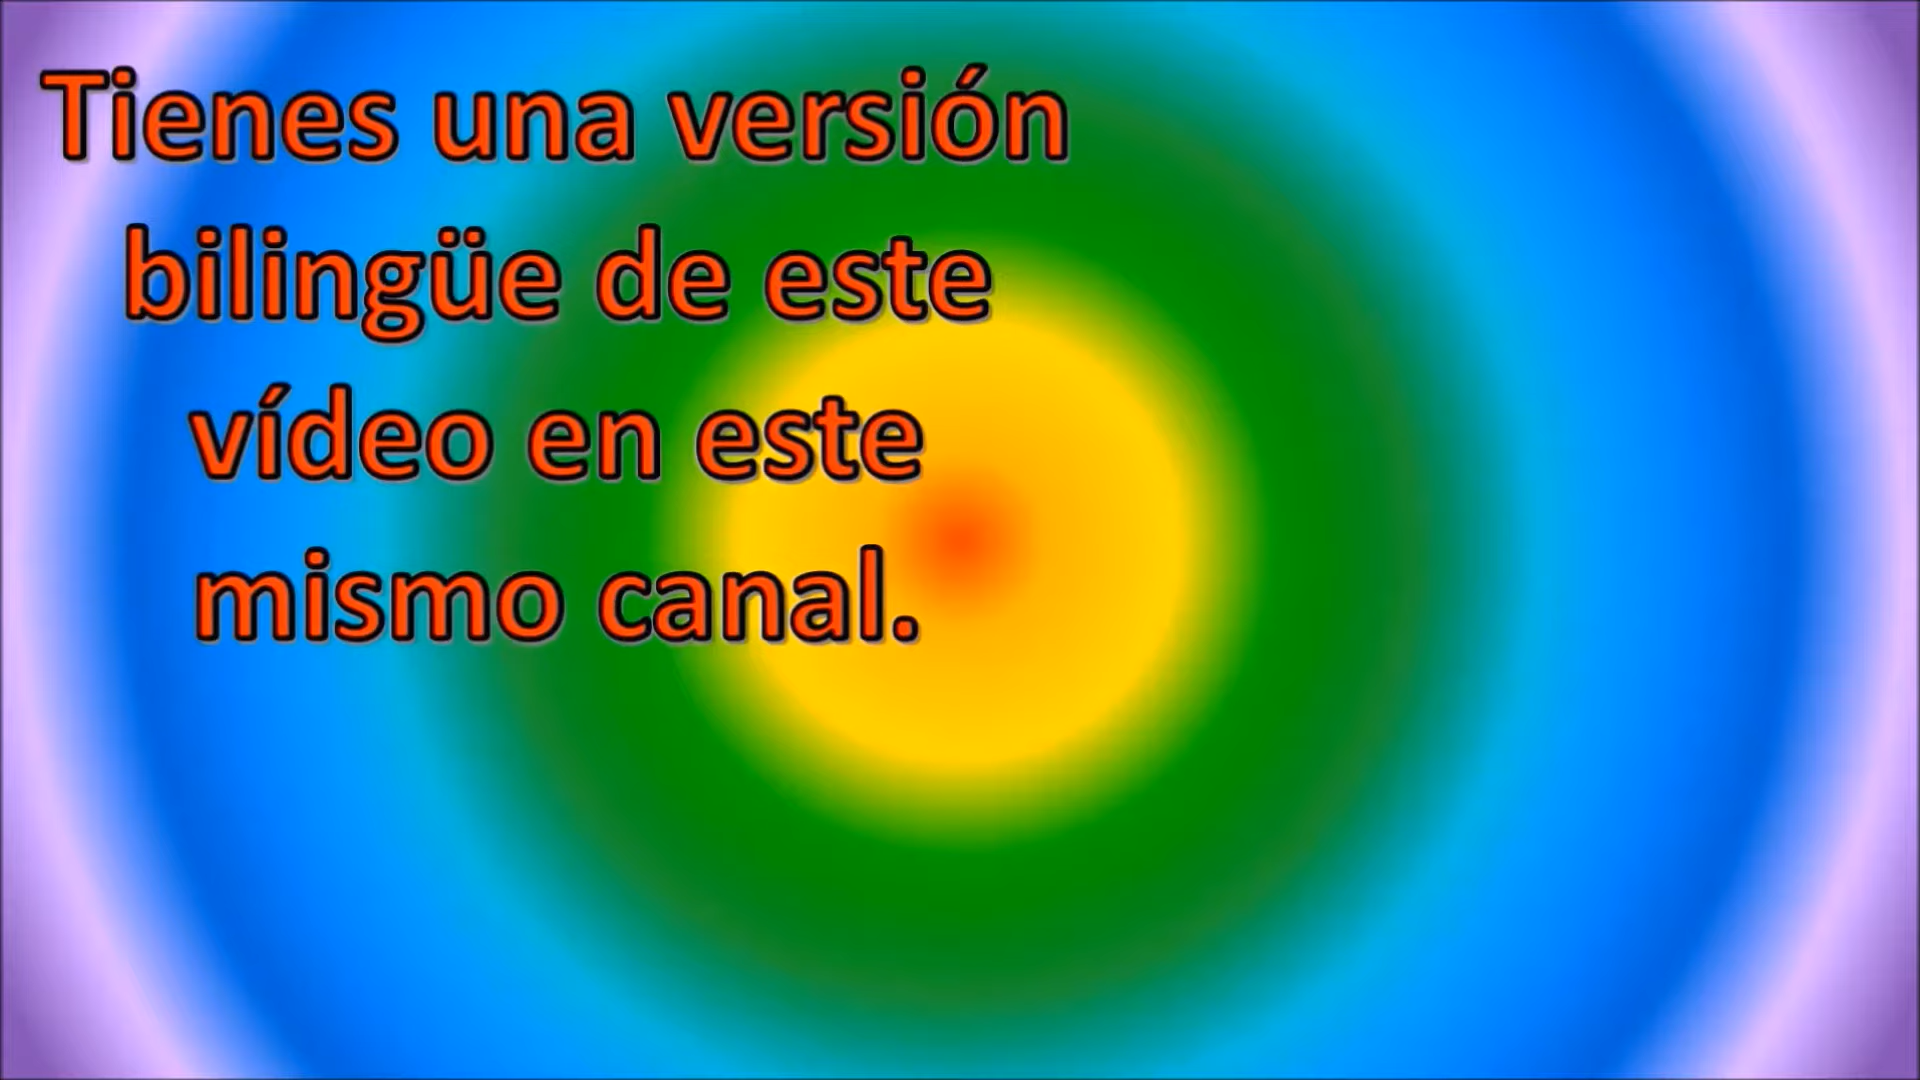 Tienes una versión
bilingüe de este
vídeo en este
mismo canal.